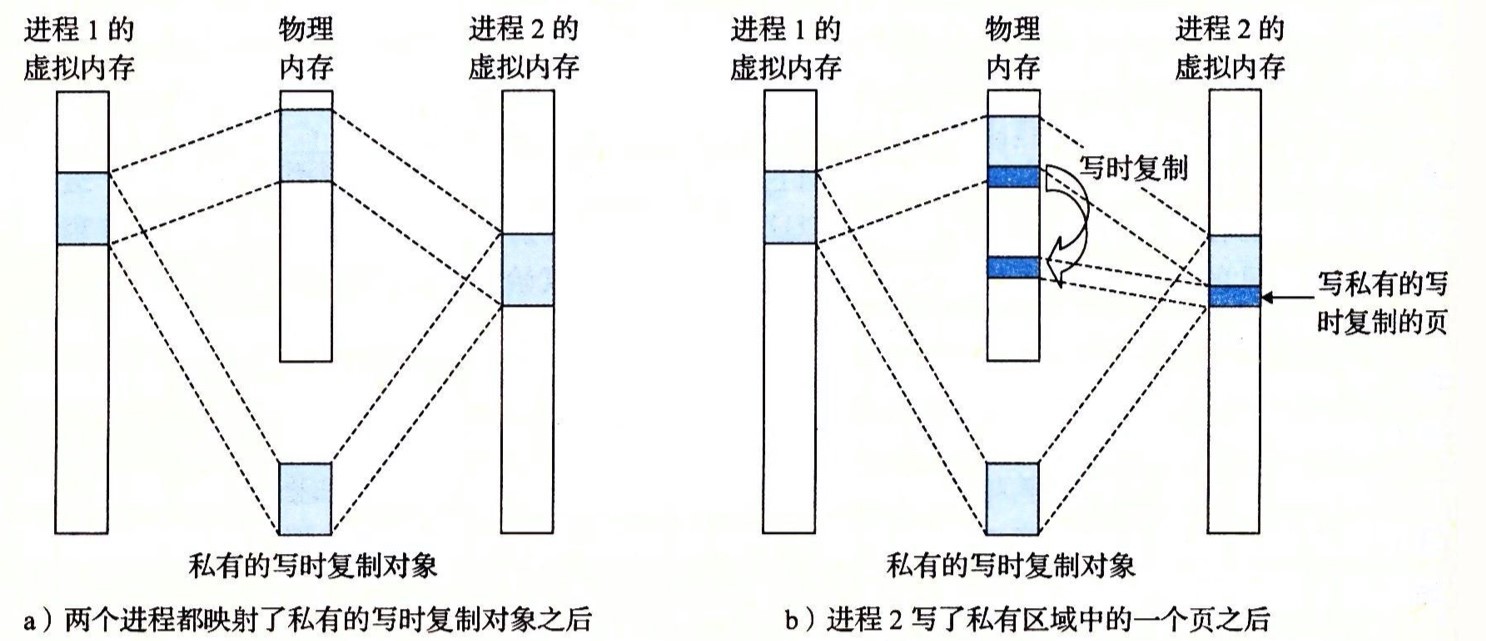 进程 1 的
虚拟内存
物理
内存
进程 2 的
虚拟内存
私有的写时复制对象
a）两个进程都映射了私有的写时复制对象之后
进程 1 的
虚拟内存
物理
内存
进程 2 的
虚拟内存
写时复制
写私有的写
时复制的页
私有的写时复制对象
b）进程 2 写了私有区域中的一个页之后